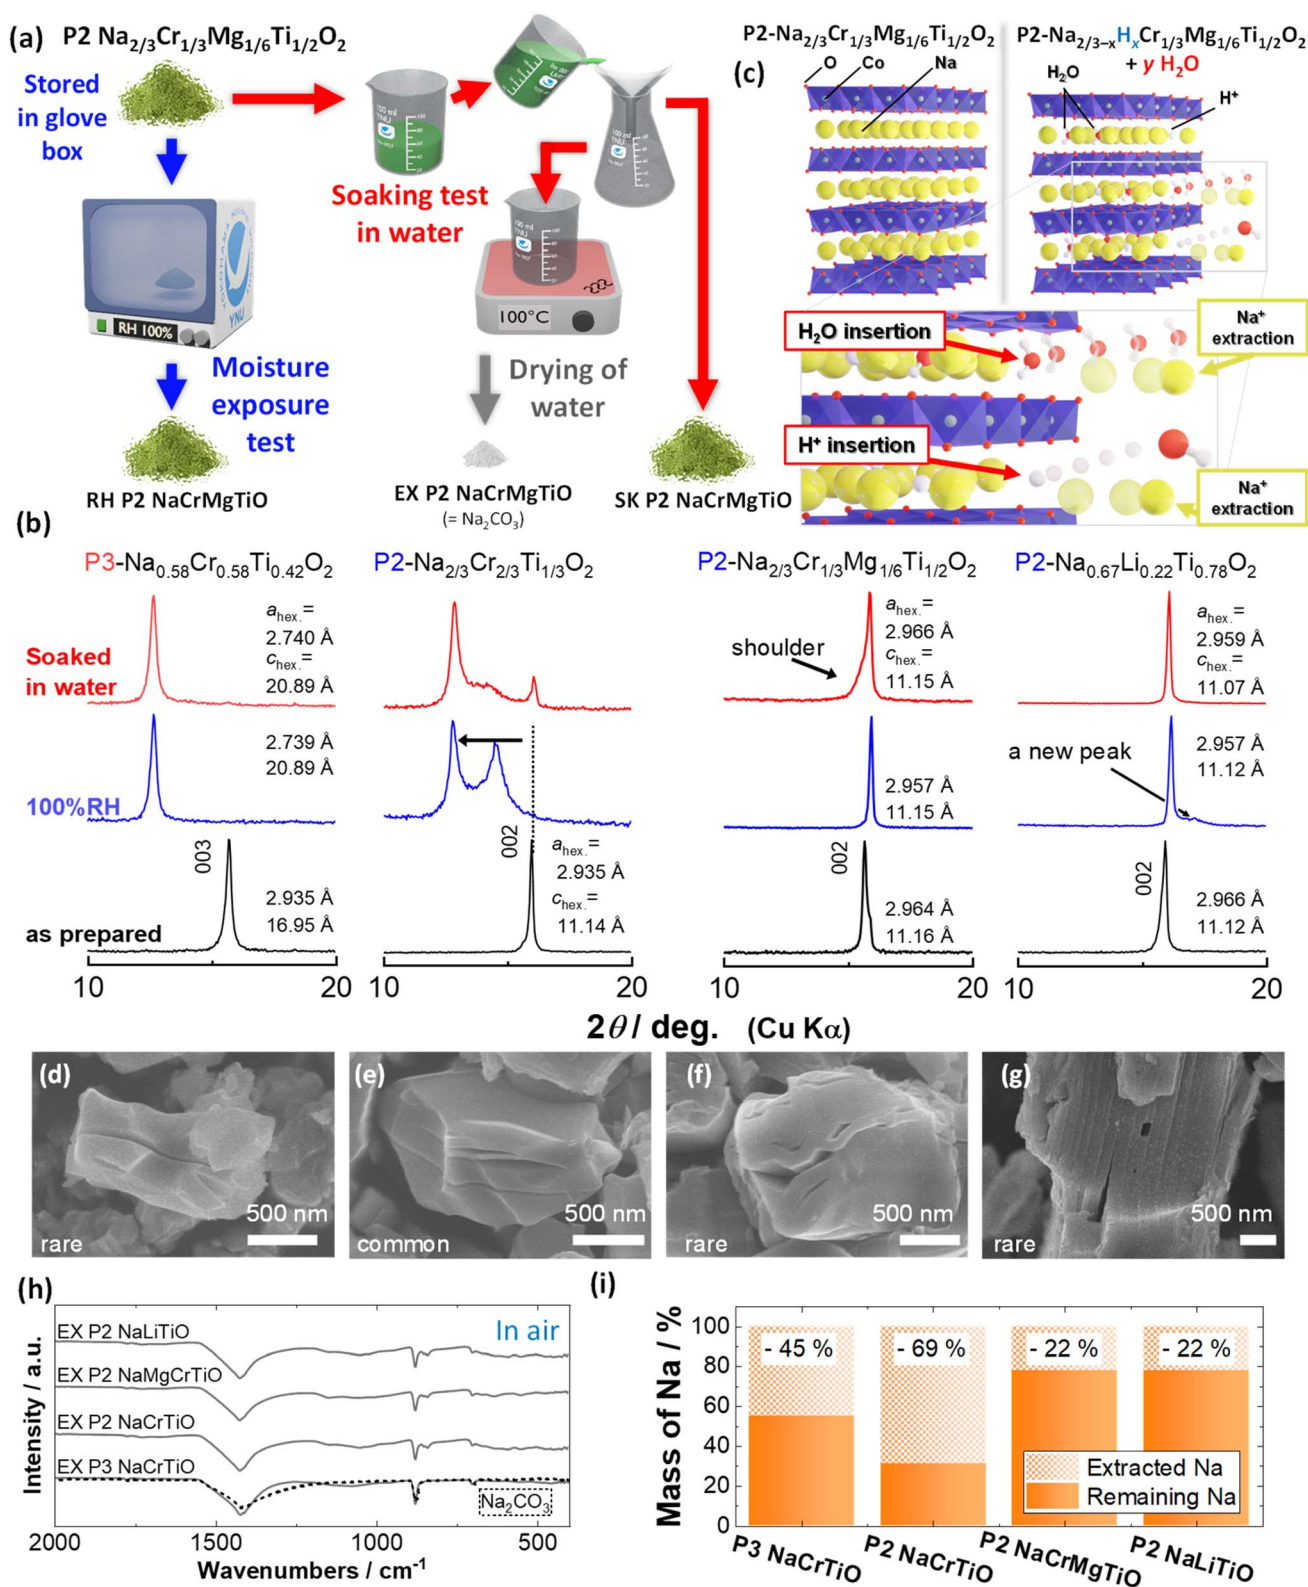 (a) P2 Na2/3Cr1/3Mg1/6Ti1/2O2
Stored
in glove
box
Soaking test
in water
100 ml
YNU
100 ml
YNU
100 ml
YNU
RH 100%
YNU
100°C
Moisture
exposure
test
Drying of
water
RH P2 NaCrMgTiO
EX P2 NaCrMgTiO
(= Na2CO3)
SK P2 NaCrMgTiO
(c)
P2-Na2/3Cr1/3Mg1/6Ti1/2O2
O Co Na
P2-Na2/3–xHxCr1/3Mg1/6Ti1/2O2
+ y H2O
H2O
H+
H2O insertion
Na+
extraction
H+ insertion
Na+
extraction
(b)
P3-Na0.58Cr0.58Ti0.42O2
Soaked
in water
ahex.=
2.740 Å
chex.=
20.89 Å
100%RH
2.739 Å
20.89 Å
as prepared
003
2.935 Å
16.95 Å
10 20
P2-Na2/3Cr2/3Ti1/3O2
002
ahex.=
2.935 Å
chex.=
11.14 Å
10 20
P2-Na2/3Cr1/3Mg1/6Ti1/2O2
shoulder
ahex.=
2.966 Å
chex.=
11.15 Å
2.957 Å
11.15 Å
002
2.964 Å
11.16 Å
10 20
P2-Na0.67Li0.22Ti0.78O2
ahex.=
2.959 Å
chex.=
11.07 Å
a new peak
2.957 Å
11.12 Å
002
2.966 Å
11.12 Å
10 20
2θ / deg. (Cu Kα)
(d)
500 nm
rare
(e)
500 nm
common
(f)
500 nm
rare
(g)
500 nm
rare
(h)
Intensity / a.u.
In air
EX P2 NaLiTiO
EX P2 NaMgCrTiO
EX P2 NaCrTiO
EX P3 NaCrTiO
Na2CO3
2000 1500 1000 500
Wavenumbers / cm-1
(i)
Mass of Na / %
100
80
60
40
20
0
- 45 % - 69 % - 22 % - 22 %
Extracted Na
Remaining Na
P3 NaCrTiO
P2 NaCrTiO
P2 NaCrMgTiO
P2 NaLiTiO